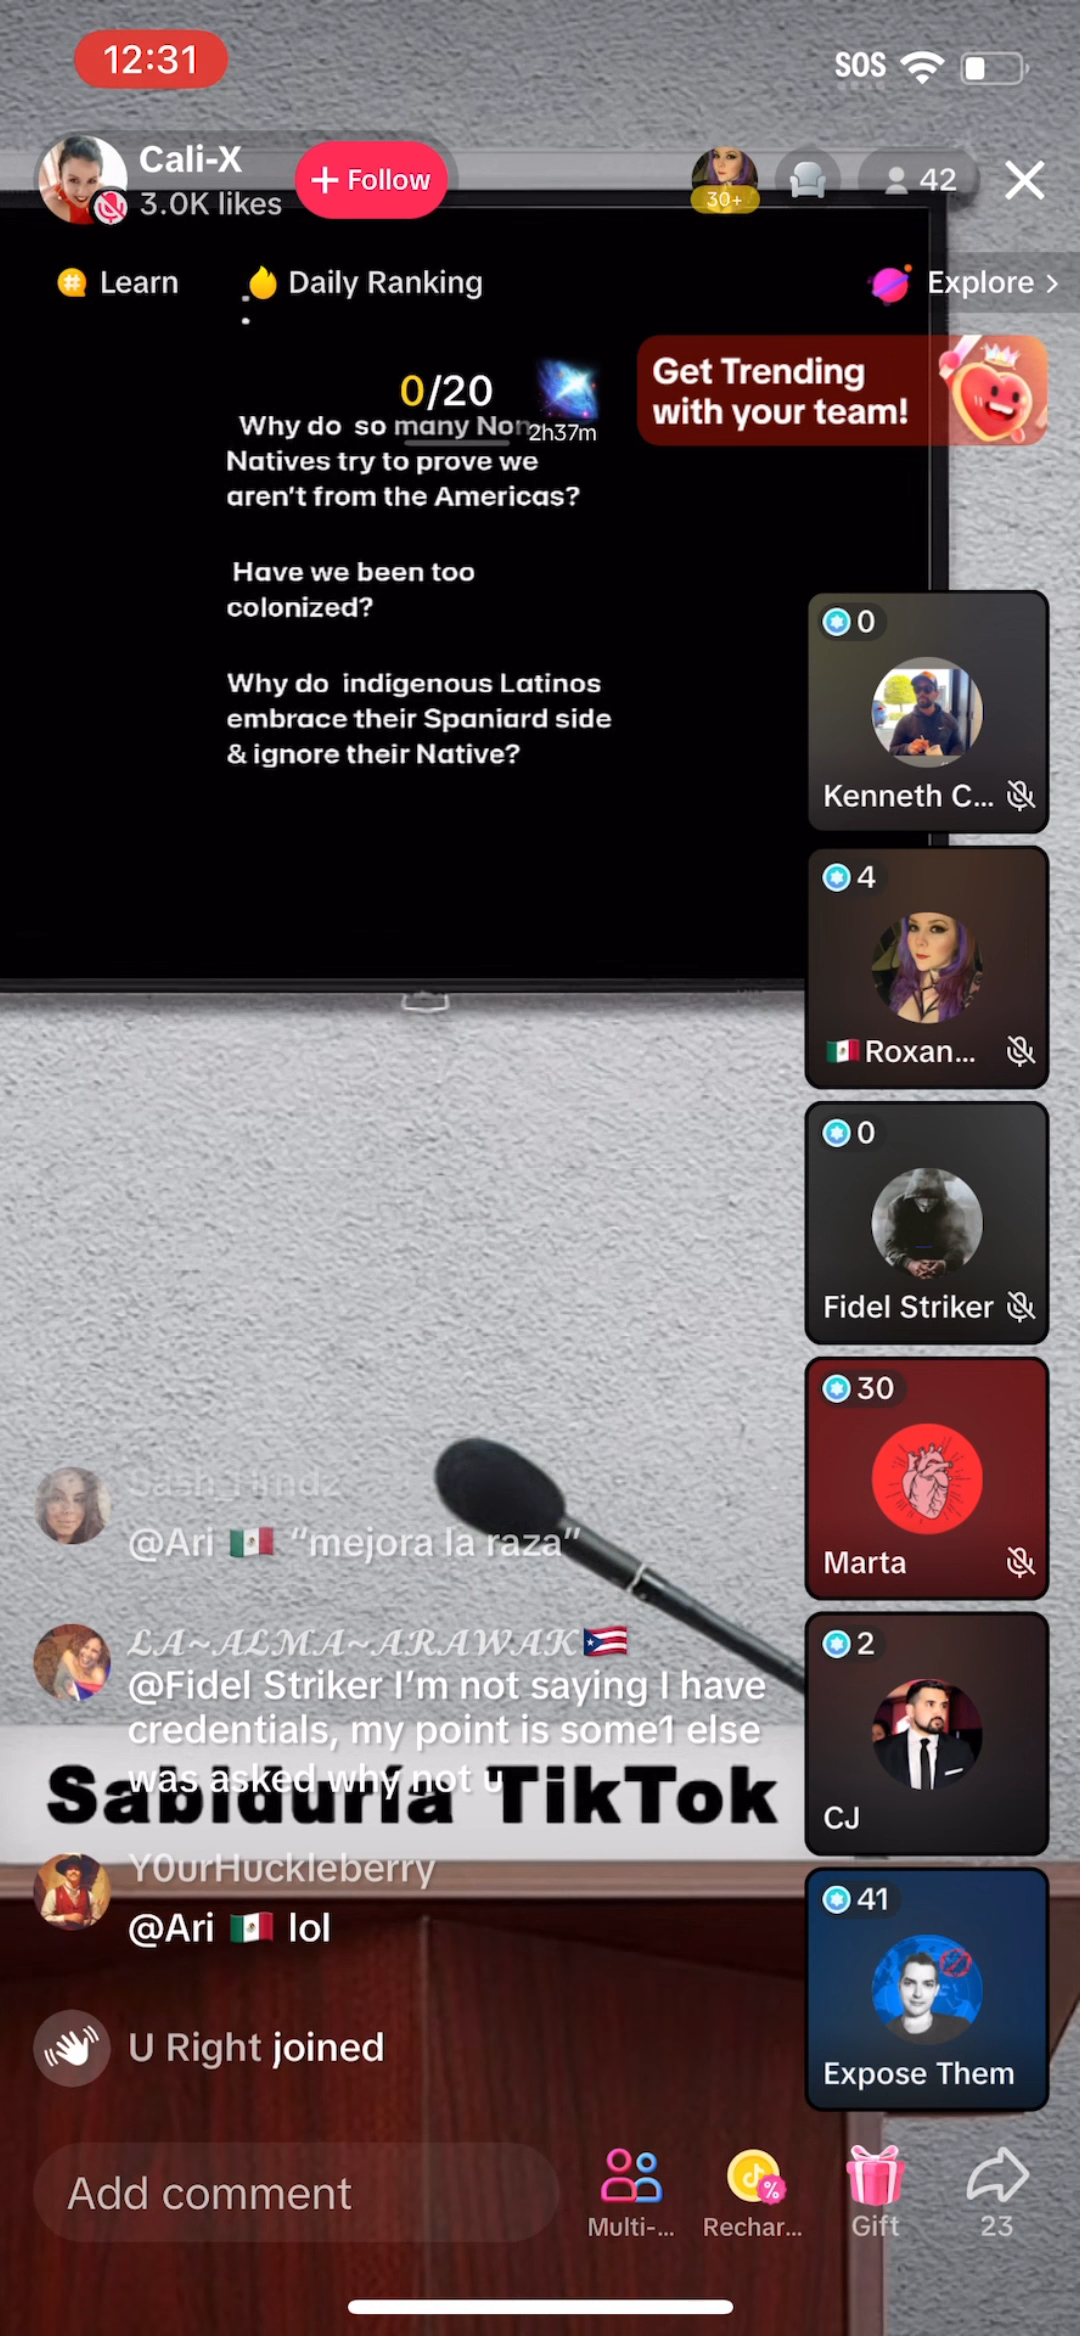 12:31
SOS
Cali-X
3.0K likes
+ Follow
30+
42
Learn
Daily Ranking
Explore >
0/20
2h37m
Get Trending
with your team!
Why do so many Non
Natives try to prove we
aren't from the Americas?
Have we been too
colonized?
Why do indigenous Latinos
embrace their Spaniard side
& ignore their Native?
0
Kenneth C...
4
Roxan...
0
Fidel Striker
30
Marta
2
CJ
41
Expose Them
@Ari "mejora la raza"
LA~ALMA~ARAWAK
@Fidel Striker I'm not saying I have
credentials, my point is some1 else
was asked why not u
Sabiduría TikTok
Y0urHuckleberry
@Ari lol
U Right joined
Add comment
Multi-...
Rechar...
Gift
23